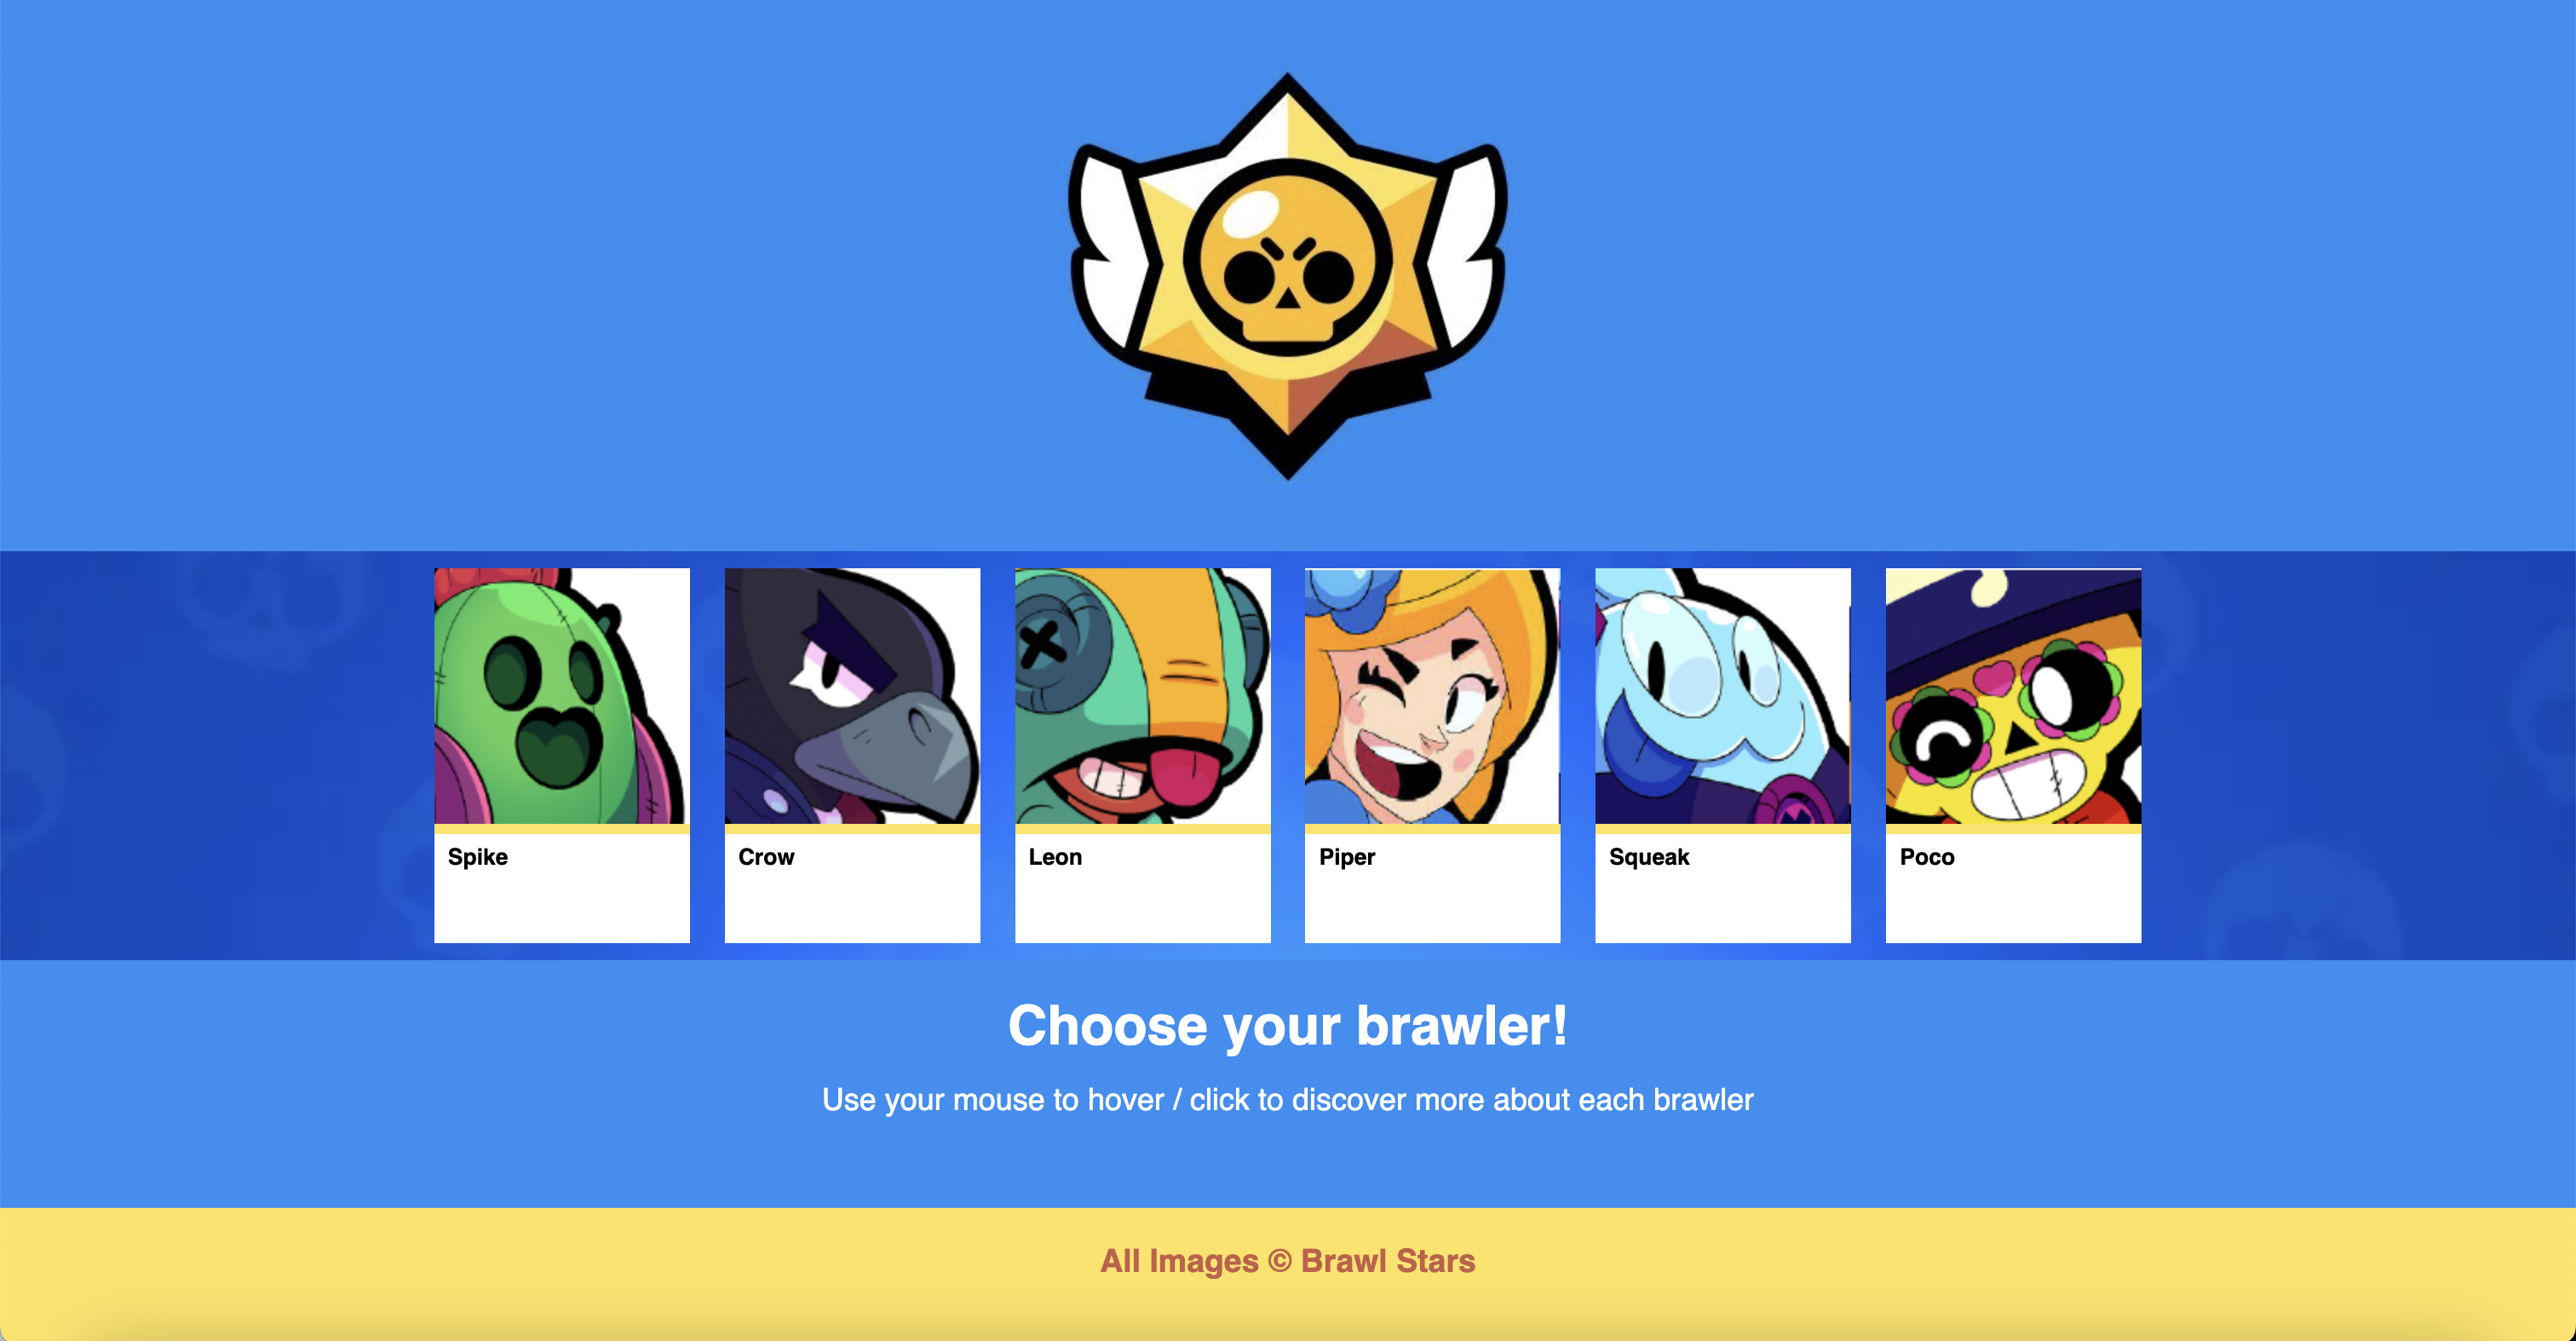 Spike
Crow
Leon
Piper
Squeak
Poco
Choose your brawler!
Use your mouse to hover / click to discover more about each brawler
All Images © Brawl Stars